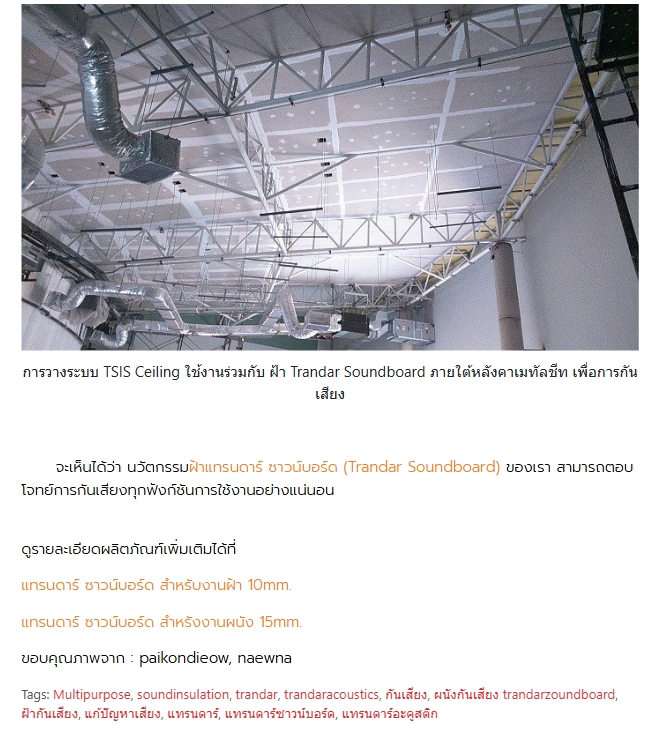 การวางระบบ TSIS Ceiling ใช้งานร่วมกับ ฝ้า Trandar Soundboard ภายใต้หลังคาเมทัลชีท เพื่อการกัน
เสียง
จะเห็นได้ว่า นวัตกรรมฝ้าแทรนดาร์ ซาวน์บอร์ด (Trandar Soundboard) ของเรา สามารถตอบ
โจทย์การกันเสียงทุกฟังก์ชันการใช้งานอย่างแน่นอน
ดูรายละเอียดผลิตภัณฑ์เพิ่มเติมได้ที่
แทรนดาร์ ซาวน์บอร์ด สำหรับงานฝ้า 10mm.
แทรนดาร์ ซาวน์บอร์ด สำหรังงานผนัง 15mm.
ขอบคุณภาพจาก : paikondieow, naewna
Tags: Multipurpose, soundinsulation, trandar, trandaracoustics, กันเสียง, ผนังกันเสียง trandarzoundboard,
ฝ้ากันเสียง, แก้ปัญหาเสียง, แทรนดาร์, แทรนดาร์ซาวน์บอร์ด, แทรนดาร์อะคูสติก